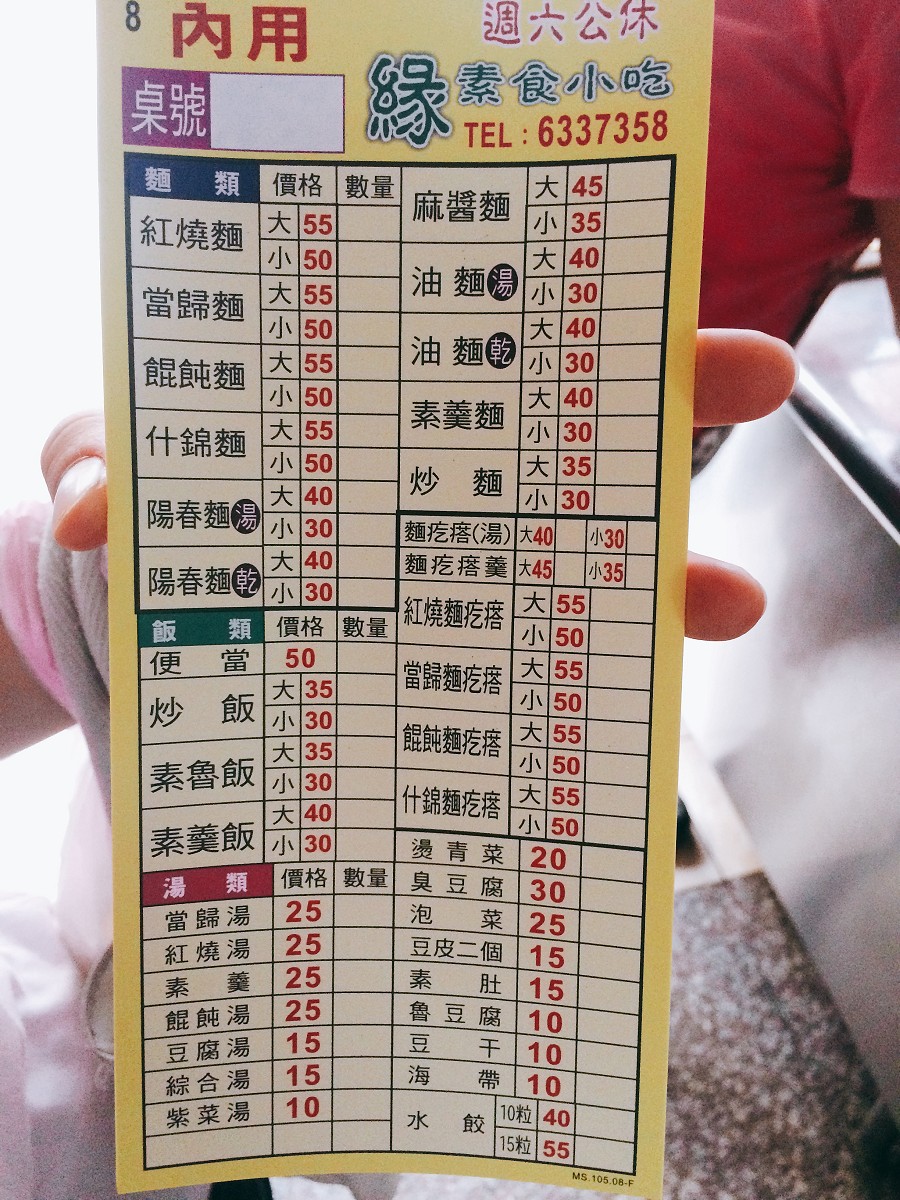 8 內用 週六公休
桌號 緣素食小吃
TEL：6337358
麵類 價格 數量
紅燒麵 大 55
小 50
當歸麵 大 55
小 50
餛飩麵 大 55
小 50
什錦麵 大 55
小 50
陽春麵湯 大 40
小 30
陽春麵乾 大 40
小 30
飯類 價格 數量
便當 50
炒飯 大 35
小 30
素魯飯 大 35
小 30
素羹飯 大 40
小 30
湯類 價格 數量
當歸湯 25
紅燒湯 25
素羹 25
餛飩湯 25
豆腐湯 15
綜合湯 15
紫菜湯 10
麻醬麵 大 45
小 35
油麵湯 大 40
小 30
油麵乾 大 40
小 30
素羹麵 大 40
小 30
炒麵 大 35
小 30
麵疙瘩(湯) 大40 小30
麵疙瘩羹 大45 小35
紅燒麵疙瘩 大 55
小 50
當歸麵疙瘩 大 55
小 50
餛飩麵疙瘩 大 55
小 50
什錦麵疙瘩 大 55
小 50
燙青菜 20
臭豆腐 30
泡菜 25
豆皮二個 15
素肚 15
魯豆腐 10
豆干 10
海帶 10
水餃 10粒 40
15粒 55
MS.105.08-F